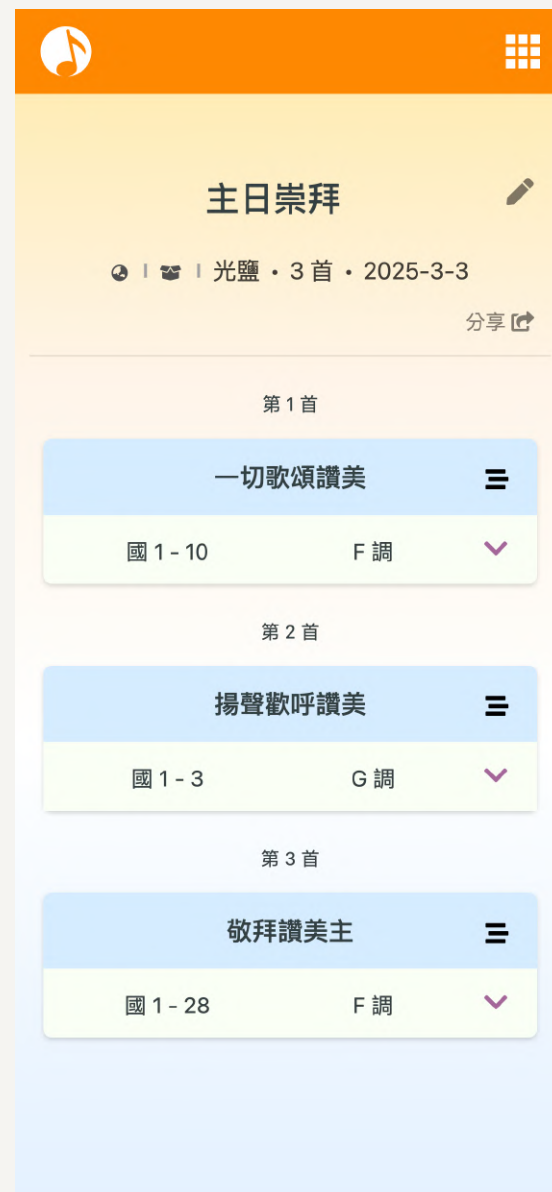 主日崇拜
光鹽・3 首・2025-3-3
分享
第 1 首
一切歌頌讚美
國 1 - 10 F 調
第 2 首
揚聲歡呼讚美
國 1 - 3 G 調
第 3 首
敬拜讚美主
國 1 - 28 F 調